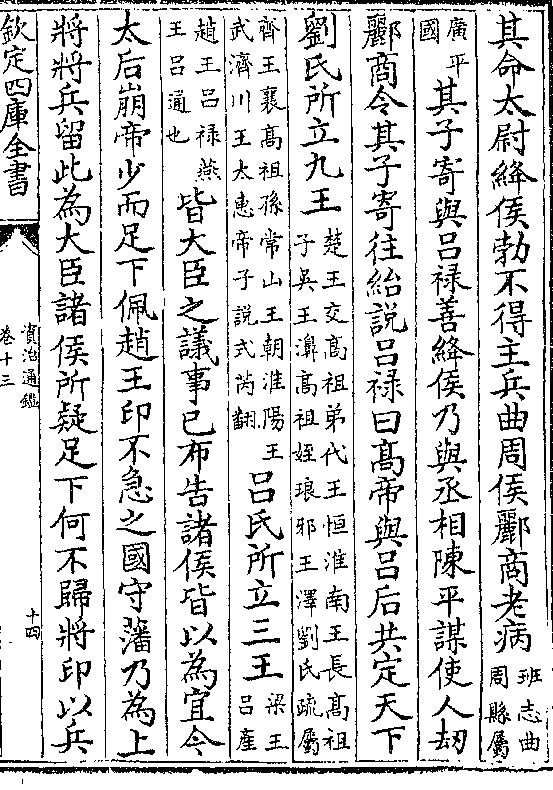 其命太尉絳侯勃不得主兵曲周侯酈商老病
班志曲
周縣屬
廣平
國
其子寄與呂禄善絳侯乃與丞相陳平謀使人刼
酈商令其子寄往紿說呂禄曰髙帝與呂后共定天下
劉氏所立九王
楚王交髙祖弟代王恒淮南王長髙祖
子吳王濞髙祖姪琅邪王澤劉氏疏屬
齊王襄髙祖孫常山王朝淮陽王
武濟川王太惠帝子說式芮翻
呂氏所立三王
梁王
呂產
趙王呂禄燕
王呂通也
皆大臣之議事已布告諸侯皆以為宜今
太后崩帝少而足下佩趙王印不急之國守藩乃為上
將將兵留此為大臣諸侯所疑足下何不歸將印以兵
欽定四庫全書
資治通鑑
卷十三
十四